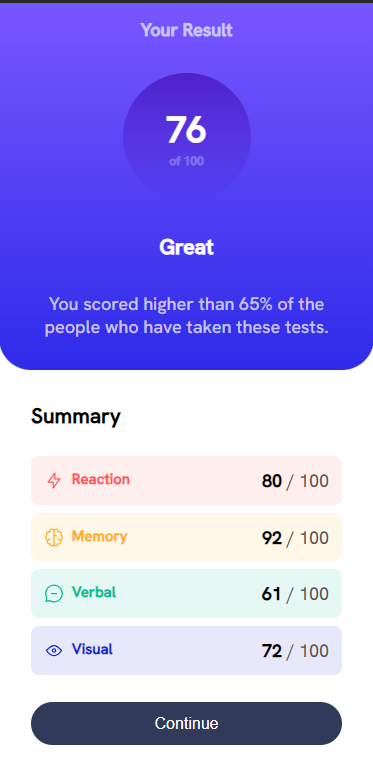 Your Result
76
of 100
Great
You scored higher than 65% of the
people who have taken these tests.
Summary
Reaction 80 / 100
Memory 92 / 100
Verbal 61 / 100
Visual 72 / 100
Continue